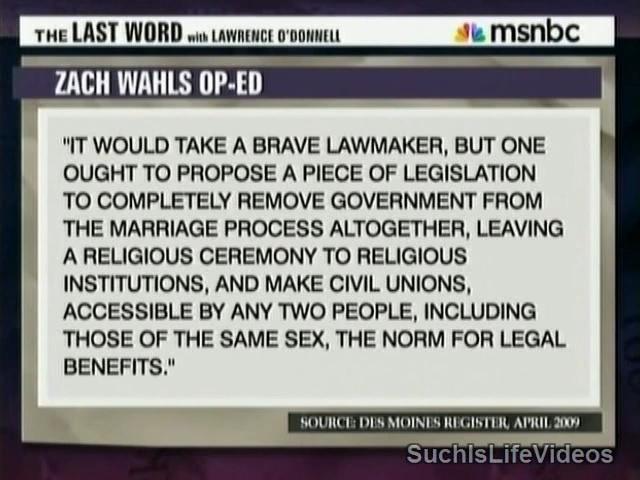 THE LAST WORD with LAWRENCE O'DONNELL
msnbc
ZACH WAHLS OP-ED
"IT WOULD TAKE A BRAVE LAWMAKER, BUT ONE
OUGHT TO PROPOSE A PIECE OF LEGISLATION
TO COMPLETELY REMOVE GOVERNMENT FROM
THE MARRIAGE PROCESS ALTOGETHER, LEAVING
A RELIGIOUS CEREMONY TO RELIGIOUS
INSTITUTIONS, AND MAKE CIVIL UNIONS,
ACCESSIBLE BY ANY TWO PEOPLE, INCLUDING
THOSE OF THE SAME SEX, THE NORM FOR LEGAL
BENEFITS."
SOURCE: DES MOINES REGISTER, APRIL 2009
SuchIsLifeVideos